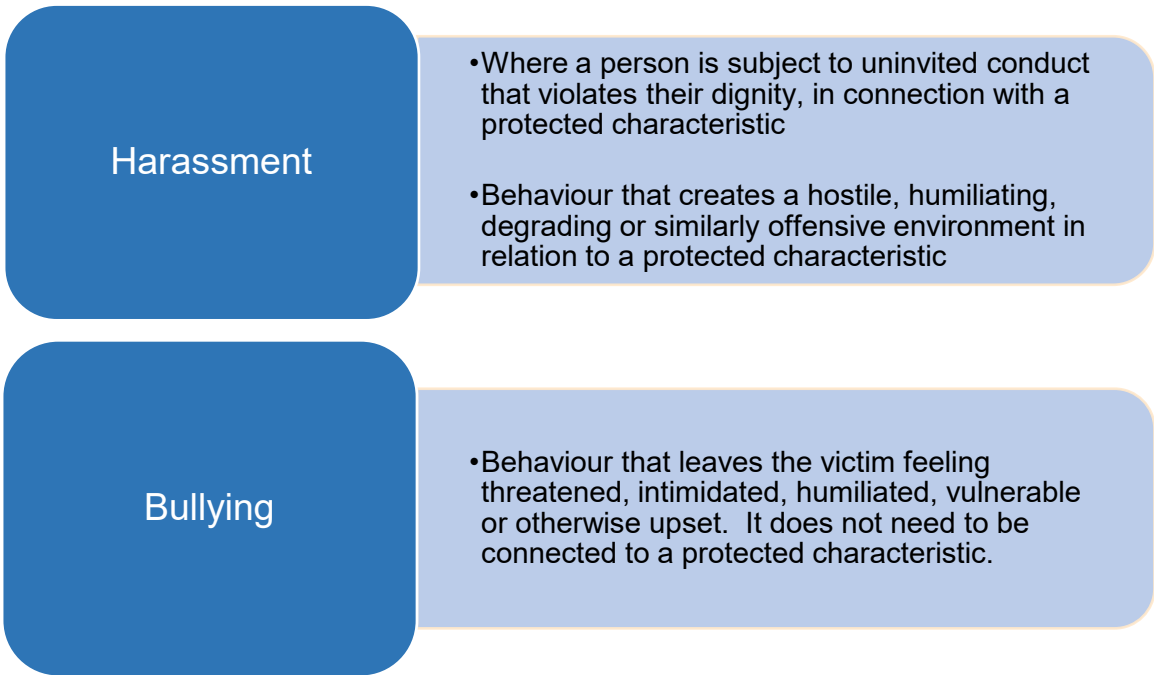 Harassment
•Where a person is subject to uninvited conduct
that violates their dignity, in connection with a
protected characteristic
•Behaviour that creates a hostile, humiliating,
degrading or similarly offensive environment in
relation to a protected characteristic
Bullying
•Behaviour that leaves the victim feeling
threatened, intimidated, humiliated, vulnerable
or otherwise upset.  It does not need to be
connected to a protected characteristic.